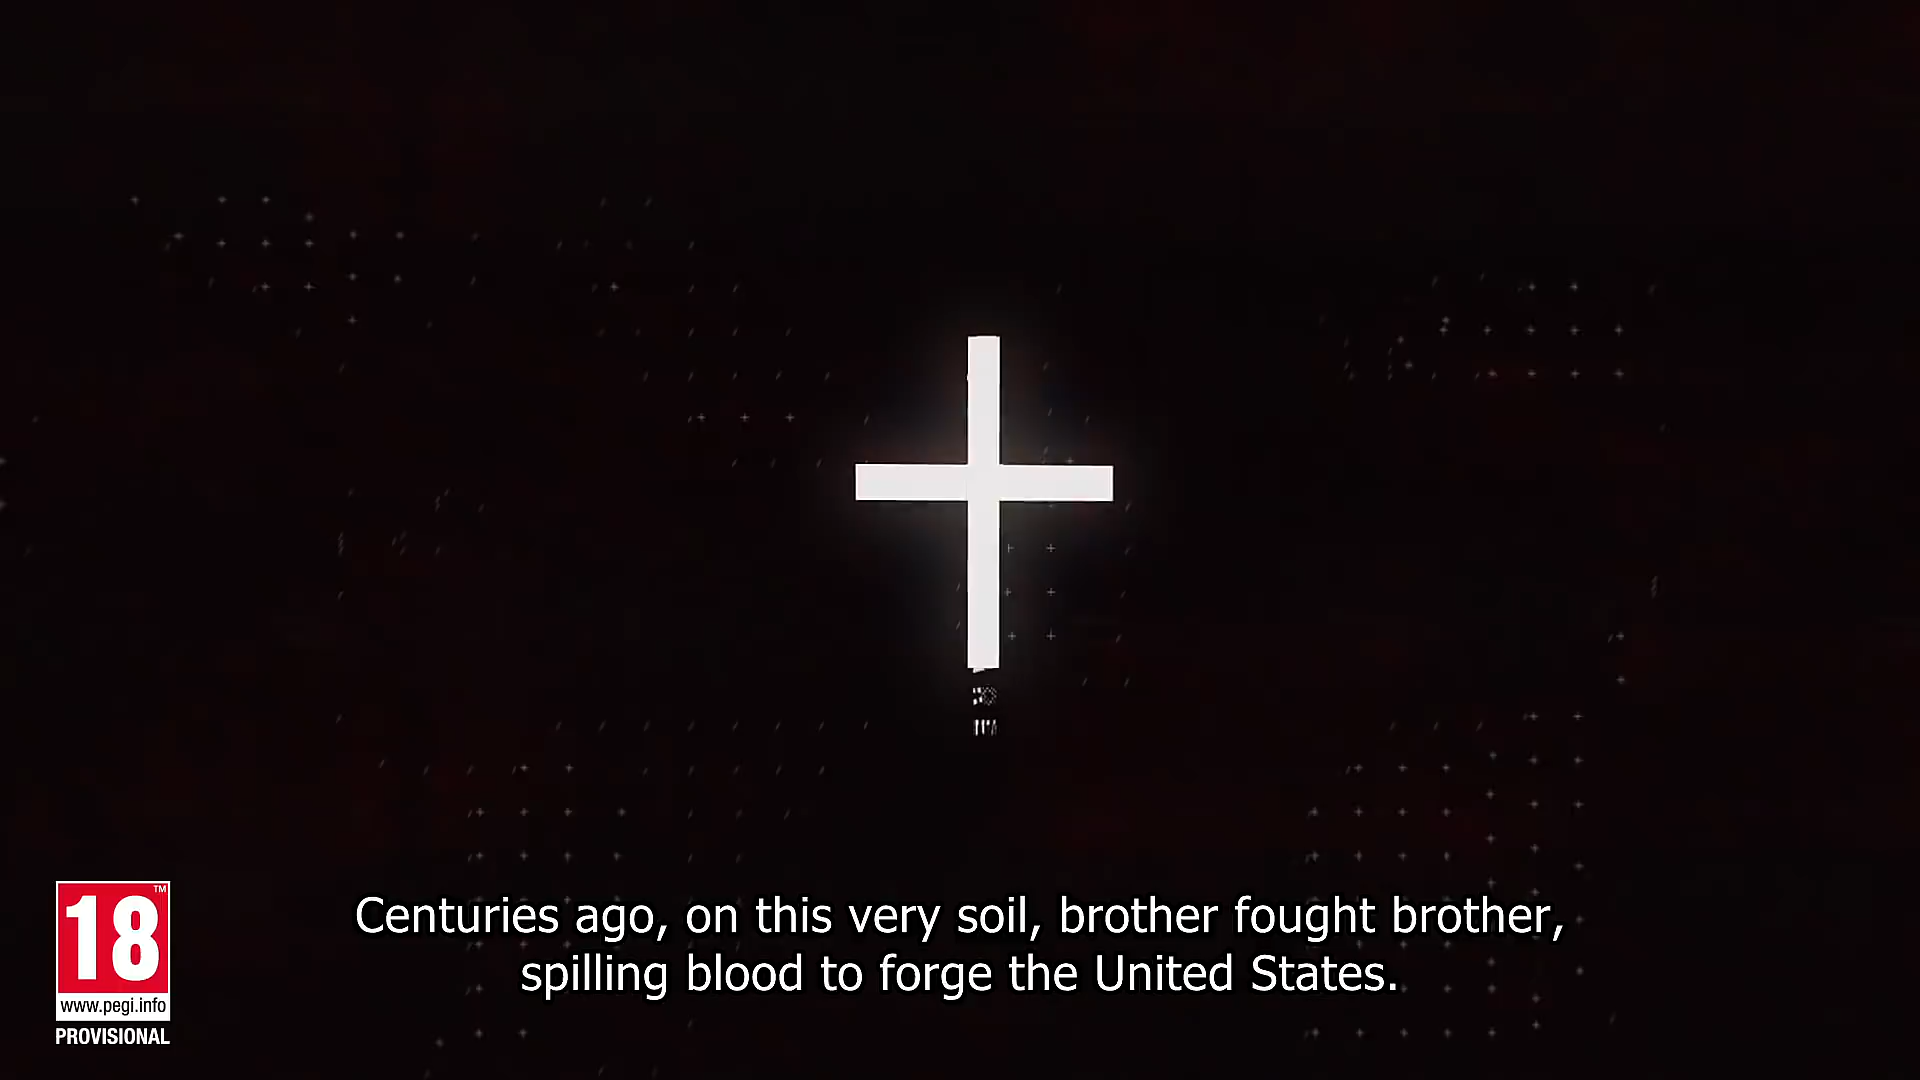 Centuries ago, on this very soil, brother fought brother,
spilling blood to forge the United States.
18
TM
www.pegi.info
PROVISIONAL